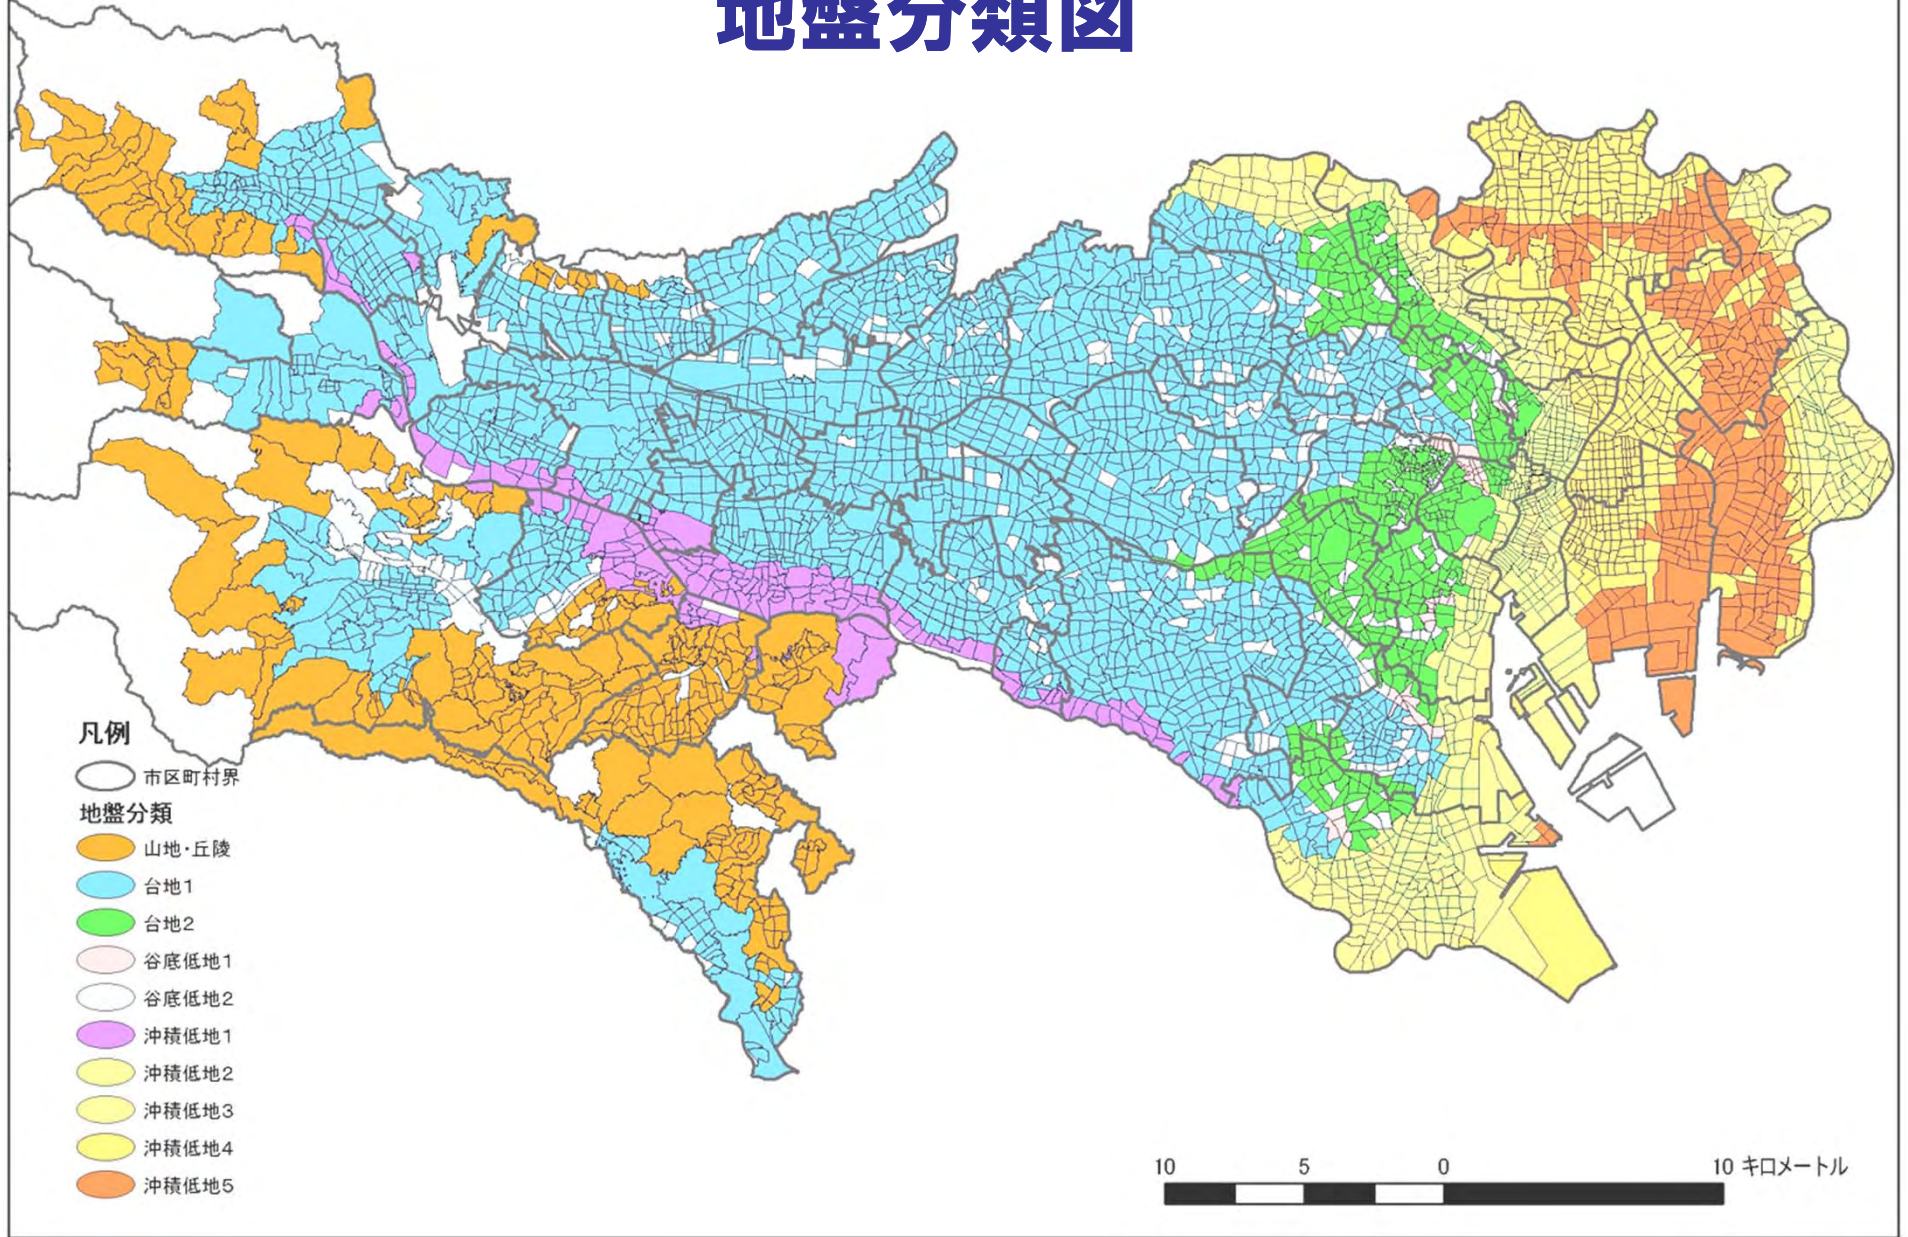 地盤分類図
凡例
市区町村界
地盤分類
山地・丘陵
台地1
台地2
谷底低地1
谷底低地2
沖積低地1
沖積低地2
沖積低地3
沖積低地4
沖積低地5
10 5 0 10 キロメートル